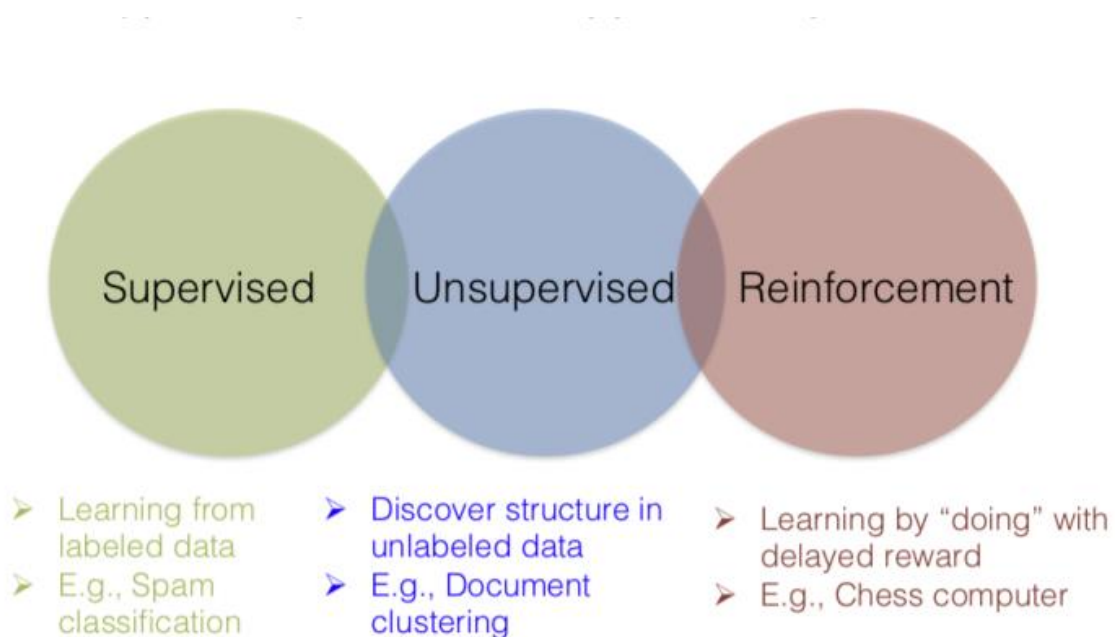 Supervised
Unsupervised
Reinforcement
➢ Learning from
labeled data
➢ E.g., Spam
classification
➢ Discover structure in
unlabeled data
➢ E.g., Document
clustering
➢ Learning by “doing” with
delayed reward
➢ E.g., Chess computer